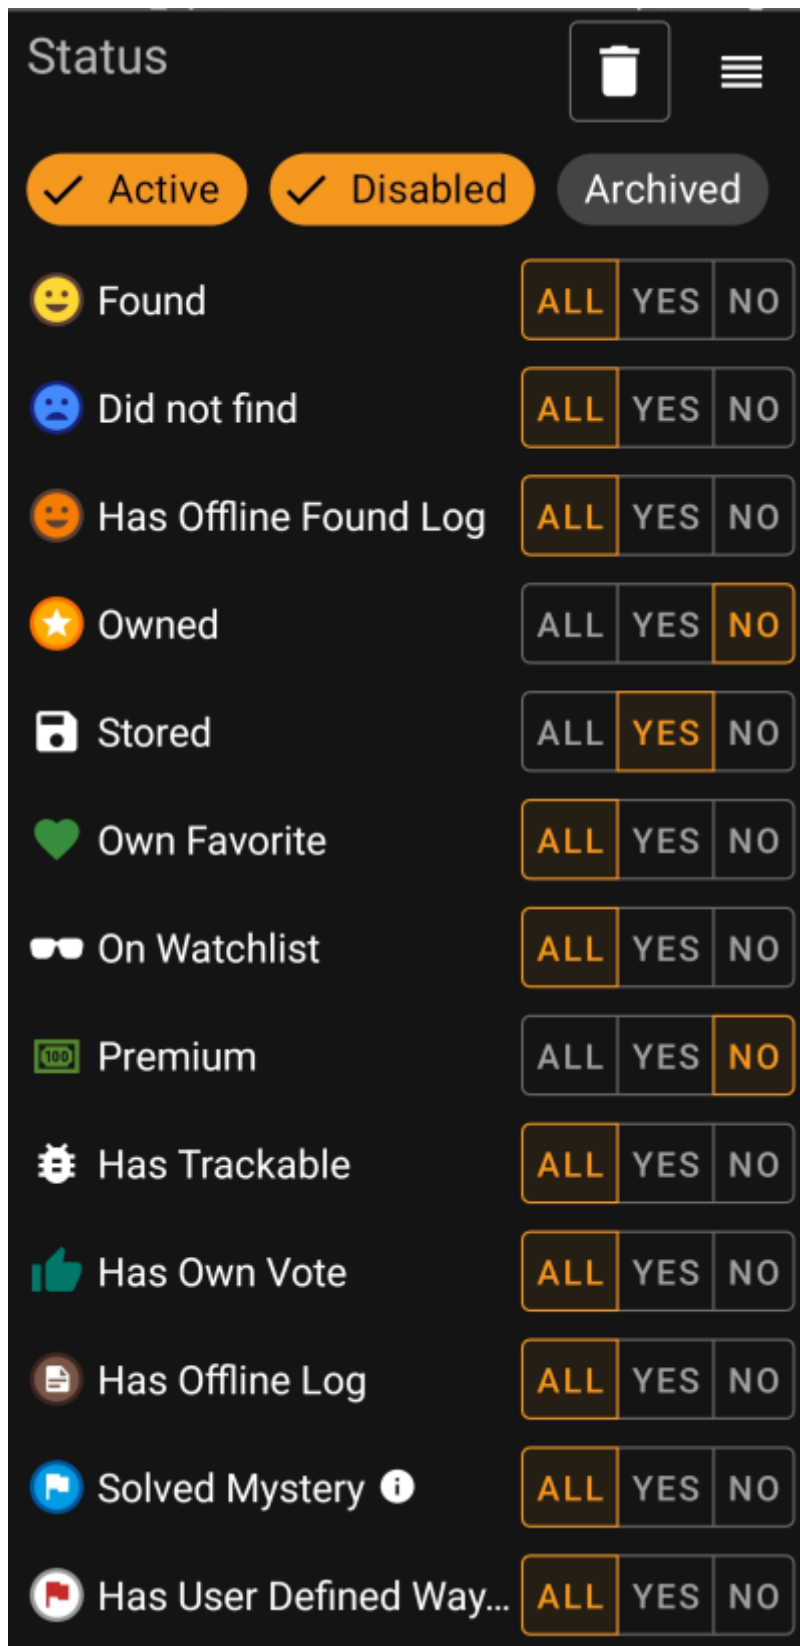 Status
Active Disabled Archived
Found ALL YES NO
Did not find ALL YES NO
Has Offline Found Log ALL YES NO
Owned ALL YES NO
Stored ALL YES NO
Own Favorite ALL YES NO
On Watchlist ALL YES NO
100 Premium ALL YES NO
Has Trackable ALL YES NO
Has Own Vote ALL YES NO
Has Offline Log ALL YES NO
Solved Mystery i ALL YES NO
Has User Defined Way... ALL YES NO